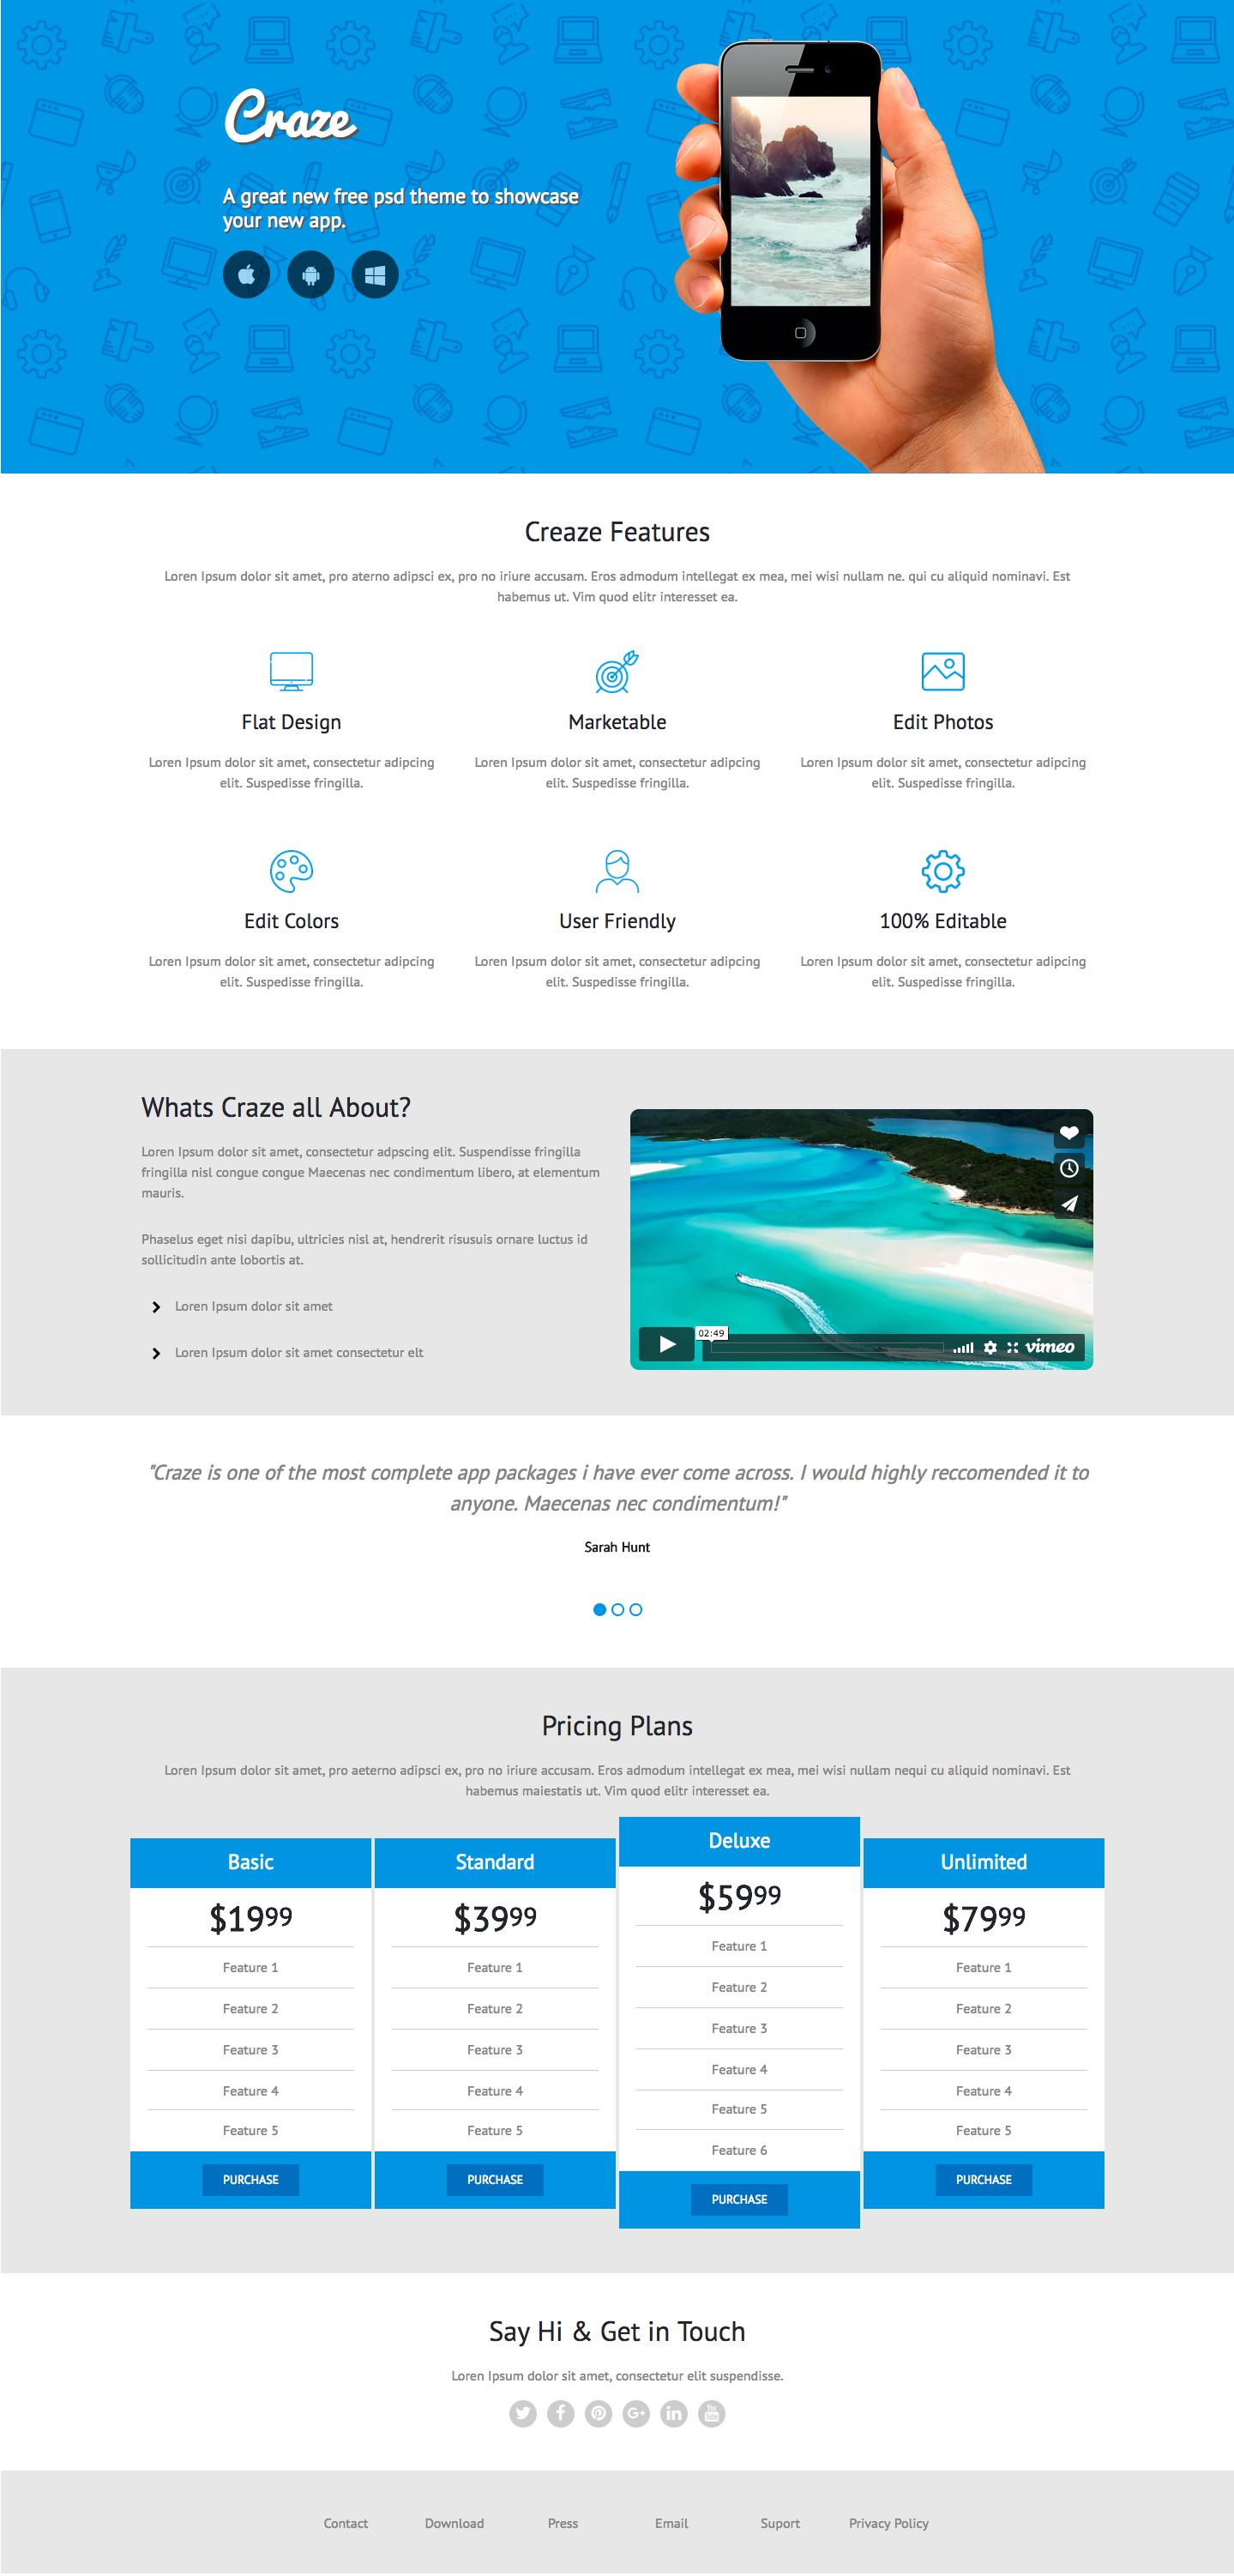 Craze
A great new free psd theme to showcase
your new app.
Creaze Features
Loren Ipsum dolor sit amet, pro aterno adipsci ex, pro no iriure accusam. Eros admodum intellegat ex mea, mei wisi nullam ne. qui cu aliquid nominavi. Est
habemus ut. Vim quod elitr interesset ea.
Flat Design
Loren Ipsum dolor sit amet, consectetur adipcing
elit. Suspedisse fringilla.
Marketable
Loren Ipsum dolor sit amet, consectetur adipcing
elit. Suspedisse fringilla.
Edit Photos
Loren Ipsum dolor sit amet, consectetur adipcing
elit. Suspedisse fringilla.
Edit Colors
Loren Ipsum dolor sit amet, consectetur adipcing
elit. Suspedisse fringilla.
User Friendly
Loren Ipsum dolor sit amet, consectetur adipcing
elit. Suspedisse fringilla.
100% Editable
Loren Ipsum dolor sit amet, consectetur adipcing
elit. Suspedisse fringilla.
Whats Craze all About?
Loren Ipsum dolor sit amet, consectetur adpscing elit. Suspendisse fringilla
fringilla nisl congue congue Maecenas nec condimentum libero, at elementum
mauris.
Phaselus eget nisi dapibu, ultricies nisl at, hendrerit risusuis ornare luctus id
sollicitudin ante lobortis at.
Loren Ipsum dolor sit amet
Loren Ipsum dolor sit amet consectetur elt
02:49
vimeo
"Craze is one of the most complete app packages i have ever come across. I would highly reccomended it to
anyone. Maecenas nec condimentum!"
Sarah Hunt
Pricing Plans
Loren Ipsum dolor sit amet, pro aeterno adipsci ex, pro no iriure accusam. Eros admodum intellegat ex mea, mei wisi nullam nequi cu aliquid nominavi. Est
habemus maiestatis ut. Vim quod elitr interesset ea.
Basic
$1999
Feature 1
Feature 2
Feature 3
Feature 4
Feature 5
PURCHASE
Standard
$3999
Feature 1
Feature 2
Feature 3
Feature 4
Feature 5
PURCHASE
Deluxe
$5999
Feature 1
Feature 2
Feature 3
Feature 4
Feature 5
Feature 6
PURCHASE
Unlimited
$7999
Feature 1
Feature 2
Feature 3
Feature 4
Feature 5
PURCHASE
Say Hi & Get in Touch
Loren Ipsum dolor sit amet, consectetur elit suspendisse.
You Tube
Contact Download Press Email Suport Privacy Policy